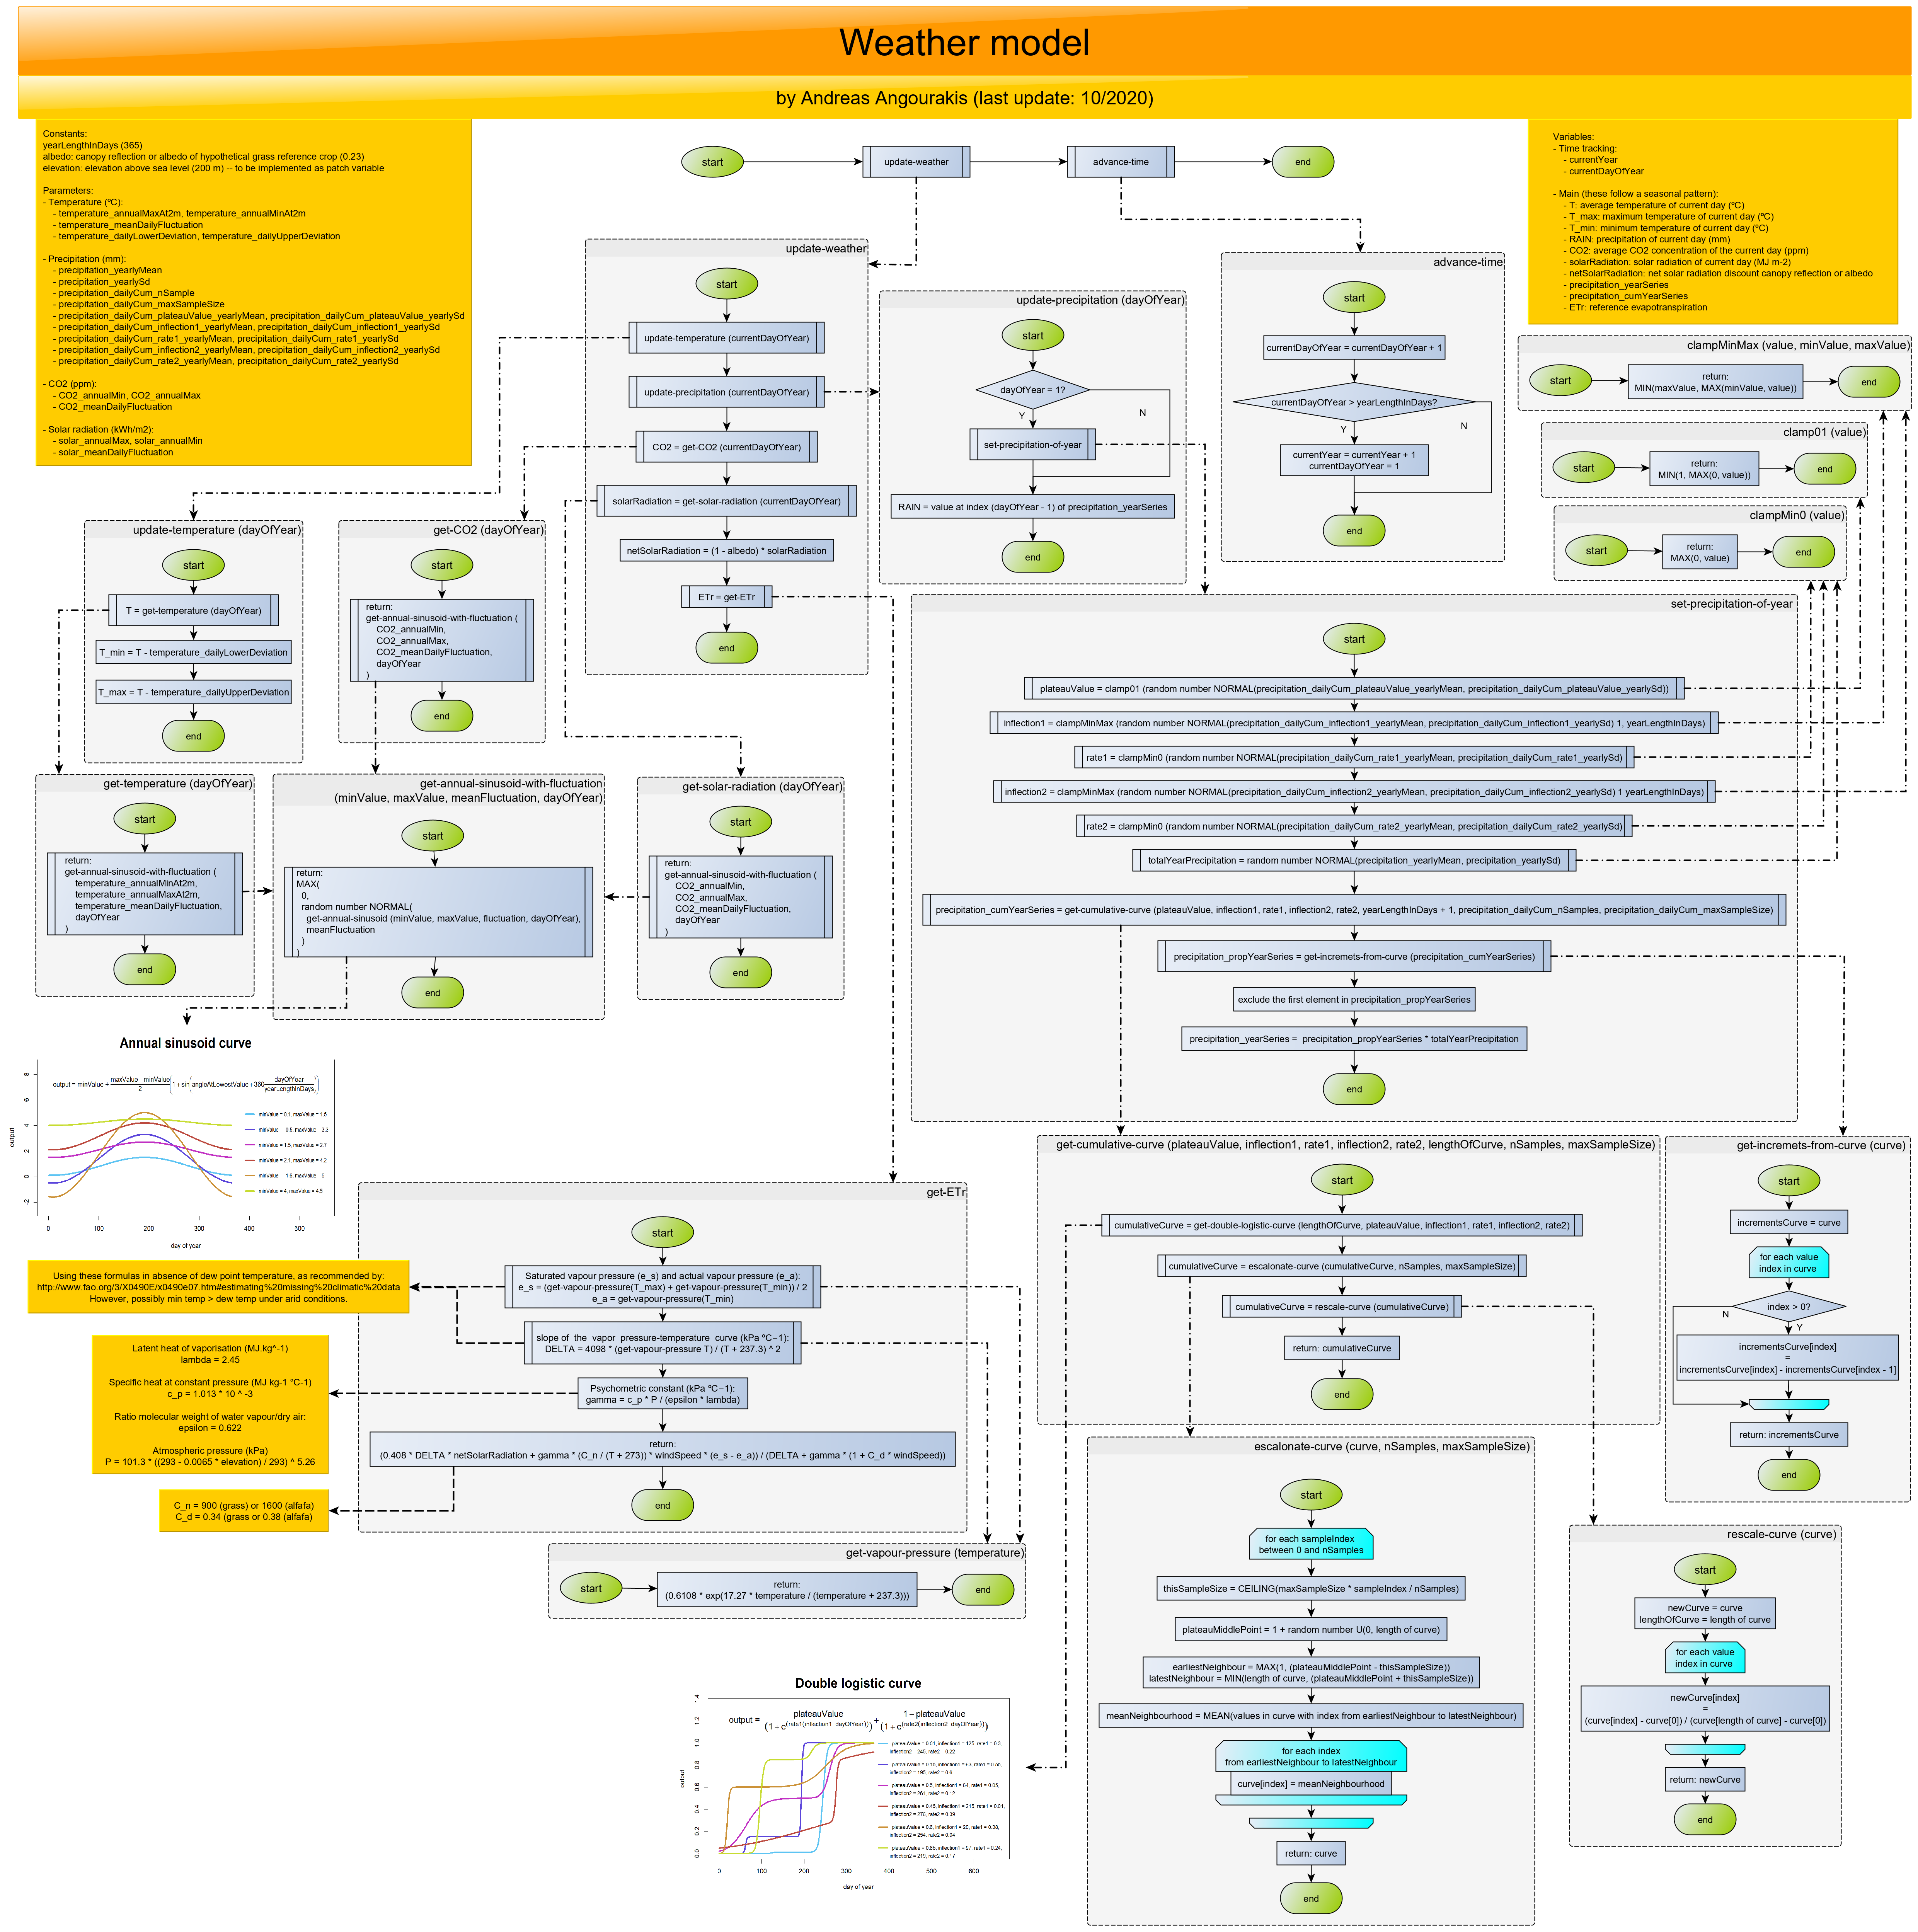 Weather model
by Andreas Angourakis (last update: 10/2020)
Constants:
yearLengthInDays (365)
albedo: canopy reflection or albedo of hypothetical grass reference crop (0.23)
elevation: elevation above sea level (200 m) -- to be implemented as patch variable
Parameters:
- Temperature (ºC):
- temperature_annualMaxAt2m, temperature_annualMinAt2m
- temperature_meanDailyFluctuation
- temperature_dailyLowerDeviation, temperature_dailyUpperDeviation
- Precipitation (mm):
- precipitation_yearlyMean
- precipitation_yearlySd
- precipitation_dailyCum_nSample
- precipitation_dailyCum_maxSampleSize
- precipitation_dailyCum_plateauValue_yearlyMean, precipitation_dailyCum_plateauValue_yearlySd
- precipitation_dailyCum_inflection1_yearlyMean, precipitation_dailyCum_inflection1_yearlySd
- precipitation_dailyCum_rate1_yearlyMean, precipitation_dailyCum_rate1_yearlySd
- precipitation_dailyCum_inflection2_yearlyMean, precipitation_dailyCum_inflection2_yearlySd
- precipitation_dailyCum_rate2_yearlyMean, precipitation_dailyCum_rate2_yearlySd
- CO2 (ppm):
- CO2_annualMin, CO2_annualMax
- CO2_meanDailyFluctuation
- Solar radiation (kWh/m2):
- solar_annualMax, solar_annualMin
- solar_meanDailyFluctuation
start
update-weather
advance-time
end
Variables:
- Time tracking:
- currentYear
- currentDayOfYear
- Main (these follow a seasonal pattern):
- T: average temperature of current day (ºC)
- T_max: maximum temperature of current day (ºC)
- T_min: minimum temperature of current day (ºC)
- RAIN: precipitation of current day (mm)
- CO2: average CO2 concentration of the current day (ppm)
- solarRadiation: solar radiation of current day (MJ m-2)
- netSolarRadiation: net solar radiation discount canopy reflection or albedo
- precipitation_yearSeries
- precipitation_cumYearSeries
- ETr: reference evapotranspiration
update-weather
start
update-temperature (currentDayOfYear)
update-precipitation (currentDayOfYear)
CO2 = get-CO2 (currentDayOfYear)
solarRadiation = get-solar-radiation (currentDayOfYear)
netSolarRadiation = (1 - albedo) * solarRadiation
ETr = get-ETr
end
update-precipitation (dayOfYear)
start
dayOfYear = 1?
Y
N
set-precipitation-of-year
RAIN = value at index (dayOfYear - 1) of precipitation_yearSeries
end
advance-time
start
currentDayOfYear = currentDayOfYear + 1
currentDayOfYear > yearLengthInDays?
Y
N
currentYear = currentYear + 1
currentDayOfYear = 1
end
clampMinMax (value, minValue, maxValue)
start
return:
MIN(maxValue, MAX(minValue, value))
end
clamp01 (value)
start
return:
MIN(1, MAX(0, value))
end
clampMin0 (value)
start
return:
MAX(0, value)
end
update-temperature (dayOfYear)
start
T = get-temperature (dayOfYear)
T_min = T - temperature_dailyLowerDeviation
T_max = T - temperature_dailyUpperDeviation
end
get-CO2 (dayOfYear)
start
return:
get-annual-sinusoid-with-fluctuation (
CO2_annualMin,
CO2_annualMax,
CO2_meanDailyFluctuation,
dayOfYear
)
end
set-precipitation-of-year
start
plateauValue = clamp01 (random number NORMAL(precipitation_dailyCum_plateauValue_yearlyMean, precipitation_dailyCum_plateauValue_yearlySd))
inflection1 = clampMinMax (random number NORMAL(precipitation_dailyCum_inflection1_yearlyMean, precipitation_dailyCum_inflection1_yearlySd) 1, yearLengthInDays)
rate1 = clampMin0 (random number NORMAL(precipitation_dailyCum_rate1_yearlyMean, precipitation_dailyCum_rate1_yearlySd)
inflection2 = clampMinMax (random number NORMAL(precipitation_dailyCum_inflection2_yearlyMean, precipitation_dailyCum_inflection2_yearlySd) 1 yearLengthInDays)
rate2 = clampMin0 (random number NORMAL(precipitation_dailyCum_rate2_yearlyMean, precipitation_dailyCum_rate2_yearlySd)
totalYearPrecipitation = random number NORMAL(precipitation_yearlyMean, precipitation_yearlySd)
precipitation_cumYearSeries = get-cumulative-curve (plateauValue, inflection1, rate1, inflection2, rate2, yearLengthInDays + 1, precipitation_dailyCum_nSamples, precipitation_dailyCum_maxSampleSize)
precipitation_propYearSeries = get-incremets-from-curve (precipitation_cumYearSeries)
exclude the first element in precipitation_propYearSeries
precipitation_yearSeries = precipitation_propYearSeries * totalYearPrecipitation
end
get-temperature (dayOfYear)
start
return:
get-annual-sinusoid-with-fluctuation (
temperature_annualMinAt2m,
temperature_annualMaxAt2m,
temperature_meanDailyFluctuation,
dayOfYear
)
end
get-annual-sinusoid-with-fluctuation
(minValue, maxValue, meanFluctuation, dayOfYear)
start
return:
MAX(
0,
random number NORMAL(
get-annual-sinusoid (minValue, maxValue, fluctuation, dayOfYear),
meanFluctuation
)
)
end
get-solar-radiation (dayOfYear)
start
return:
get-annual-sinusoid-with-fluctuation (
CO2_annualMin,
CO2_annualMax,
CO2_meanDailyFluctuation,
dayOfYear
)
end
Annual sinusoid curve
output = minValue + maxValue - minValue / 2 (1 + sin(angleAtLowestValue + 360 dayOfYear / yearLengthInDays))
minValue = 0.1, maxValue = 1.5
minValue = -0.5, maxValue = 3.3
minValue = 1.5, maxValue = 2.7
minValue = 2.1, maxValue = 4.2
minValue = -1.6, maxValue = 5
minValue = 4, maxValue = 4.5
output
8
6
4
2
0
-2
0 100 200 300 400 500
day of year
get-ETr
start
Saturated vapour pressure (e_s) and actual vapour pressure (e_a):
e_s = (get-vapour-pressure(T_max) + get-vapour-pressure(T_min)) / 2
e_a = get-vapour-pressure(T_min)
slope of the vapor pressure-temperature curve (kPa ºC−1):
DELTA = 4098 * (get-vapour-pressure T) / (T + 237.3) ^ 2
Psychometric constant (kPa ºC−1):
gamma = c_p * P / (epsilon * lambda)
return:
(0.408 * DELTA * netSolarRadiation + gamma * (C_n / (T + 273)) * windSpeed * (e_s - e_a)) / (DELTA + gamma * (1 + C_d * windSpeed))
end
Using these formulas in absence of dew point temperature, as recommended by:
http://www.fao.org/3/X0490E/x0490e07.htm#estimating%20missing%20climatic%20data
However, possibly min temp > dew temp under arid conditions.
Latent heat of vaporisation (MJ.kg^-1)
lambda = 2.45
Specific heat at constant pressure (MJ kg-1 °C-1)
c_p = 1.013 * 10 ^ -3
Ratio molecular weight of water vapour/dry air:
epsilon = 0.622
Atmospheric pressure (kPa)
P = 101.3 * ((293 - 0.0065 * elevation) / 293) ^ 5.26
C_n = 900 (grass) or 1600 (alfafa)
C_d = 0.34 (grass or 0.38 (alfafa)
get-vapour-pressure (temperature)
start
return:
(0.6108 * exp(17.27 * temperature / (temperature + 237.3)))
end
get-cumulative-curve (plateauValue, inflection1, rate1, inflection2, rate2, lengthOfCurve, nSamples, maxSampleSize)
start
cumulativeCurve = get-double-logistic-curve (lengthOfCurve, plateauValue, inflection1, rate1, inflection2, rate2)
cumulativeCurve = escalonate-curve (cumulativeCurve, nSamples, maxSampleSize)
cumulativeCurve = rescale-curve (cumulativeCurve)
return: cumulativeCurve
end
get-incremets-from-curve (curve)
start
incrementsCurve = curve
for each value
index in curve
index > 0?
N
Y
incrementsCurve[index]
=
incrementsCurve[index] - incrementsCurve[index - 1]
return: incrementsCurve
end
escalonate-curve (curve, nSamples, maxSampleSize)
start
for each sampleIndex
between 0 and nSamples
thisSampleSize = CEILING(maxSampleSize * sampleIndex / nSamples)
plateauMiddlePoint = 1 + random number U(0, length of curve)
earliestNeighbour = MAX(1, (plateauMiddlePoint - thisSampleSize))
latestNeighbour = MIN(length of curve, (plateauMiddlePoint + thisSampleSize))
meanNeighbourhood = MEAN(values in curve with index from earliestNeighbour to latestNeighbour)
for each index
from earliestNeighbour to latestNeighbour
curve[index] = meanNeighbourhood
return: curve
end
rescale-curve (curve)
start
newCurve = curve
lengthOfCurve = length of curve
for each value
index in curve
newCurve[index]
=
(curve[index] - curve[0]) / (curve[length of curve] - curve[0])
return: newCurve
end
Double logistic curve
output = plateauValue / (1+e^(rate1(inflection1 dayOfYear))) + 1−plateauValue / (1+e^(rate2(inflection2 dayOfYear)))
plateauValue = 0.01, inflection1 = 125, rate1 = 0.3,
inflection2 = 245, rate2 = 0.22
plateauValue = 0.15, inflection1 = 63, rate1 = 0.55,
inflection2 = 195, rate2 = 0.6
plateauValue = 0.5, inflection1 = 64, rate1 = 0.05,
inflection2 = 261, rate2 = 0.12
plateauValue = 0.45, inflection1 = 215, rate1 = 0.01,
inflection2 = 276, rate2 = 0.39
plateauValue = 0.6, inflection1 = 20, rate1 = 0.38,
inflection2 = 254, rate2 = 0.04
plateauValue = 0.85, inflection1 = 97, rate1 = 0.24,
inflection2 = 219, rate2 = 0.17
output
1.4
1.2
1.0
0.8
0.6
0.4
0.2
0.0
0 100 200 300 400 500 600
day of year